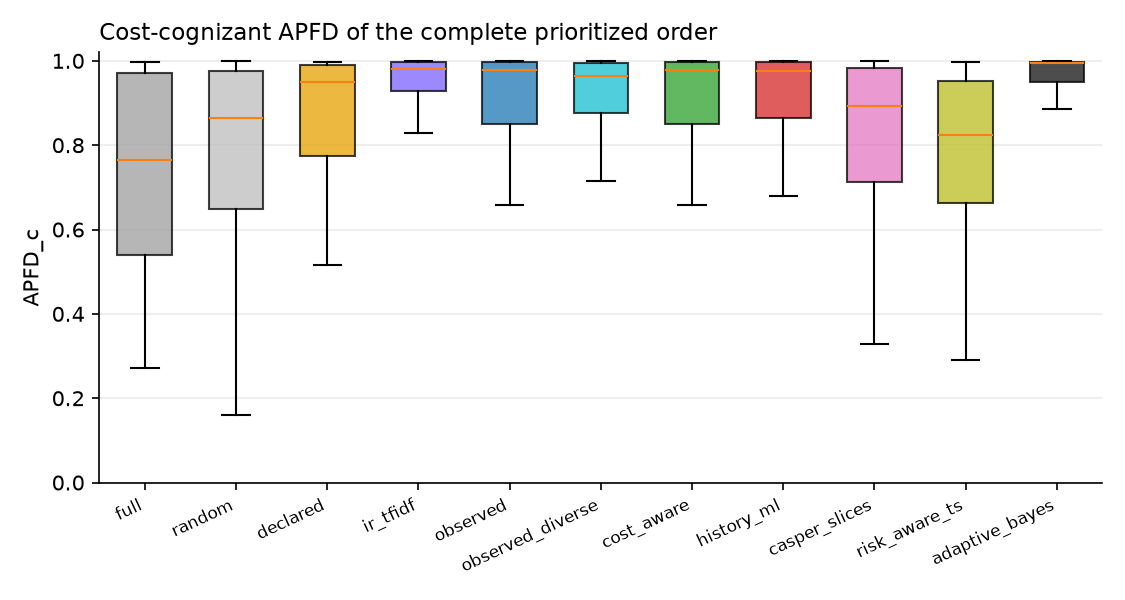 Cost-cognizant APFD of the complete prioritized order
APFD_c
1.0
0.8
0.6
0.4
0.2
0.0
full
random
declared
ir_tfidf
observed
observed_diverse
cost_aware
history_ml
casper_slices
risk_aware_ts
adaptive_bayes